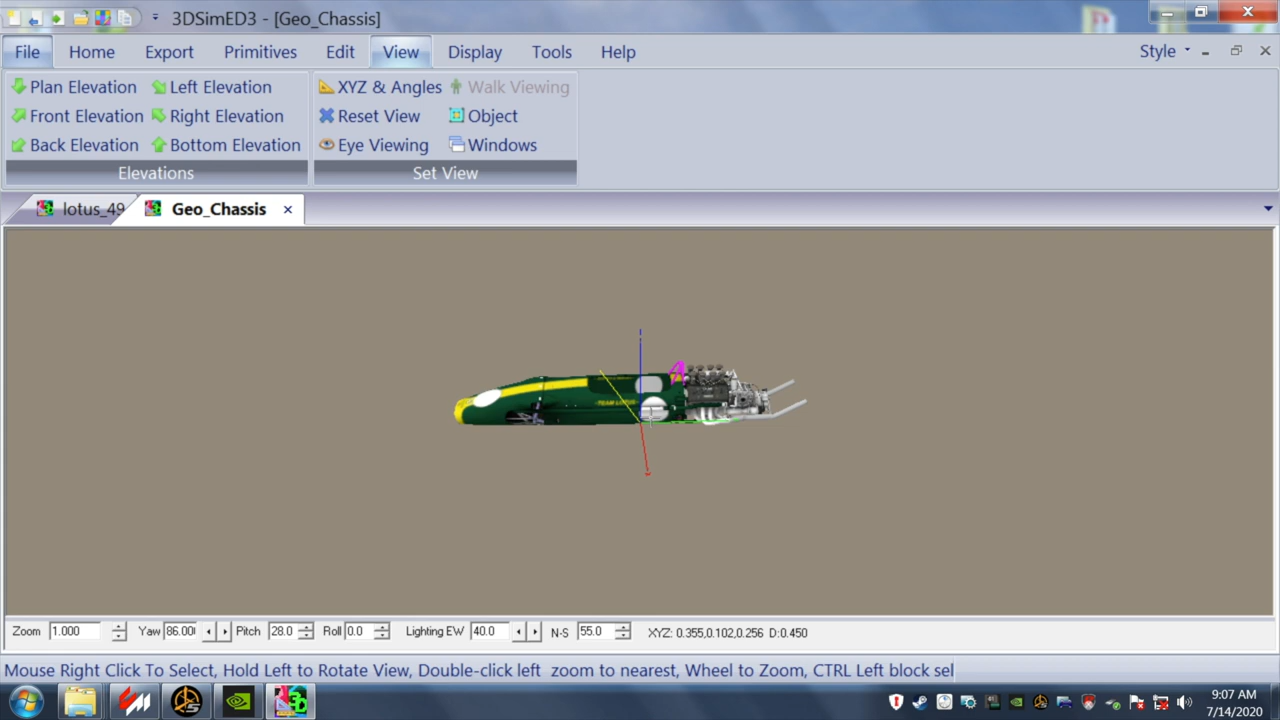 3DSimED3 - [Geo_Chassis]
File Home Export Primitives Edit View Display Tools Help Style
Plan Elevation Left Elevation XYZ & Angles Walk Viewing
Front Elevation Right Elevation Reset View Object
Back Elevation Bottom Elevation Eye Viewing Windows
Elevations Set View
lotus_49 Geo_Chassis
TEAM LOTUS
Zoom 1.000 Yaw 86.00 Pitch 28.0 Roll 0.0 Lighting EW 40.0 N-S 55.0 XYZ: 0.355,0.102,0.256 D:0.450
Mouse Right Click To Select, Hold Left to Rotate View, Double-click left zoom to nearest, Wheel to Zoom, CTRL Left block sel
9:07 AM
7/14/2020